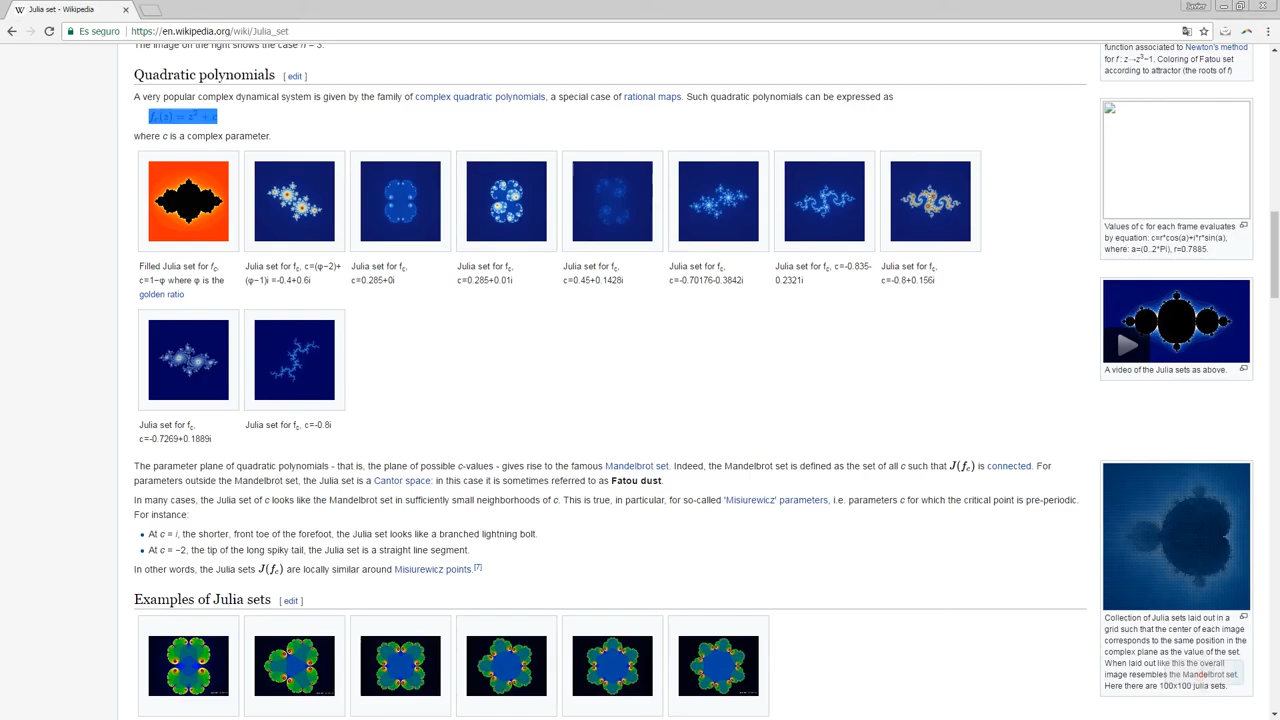 Julia set - Wikipedia
Javier
Es seguro
https://en.wikipedia.org/wiki/Julia_set
The image on the right shows the case n = 3.
Quadratic polynomials [ edit ]
A very popular complex dynamical system is given by the family of complex quadratic polynomials, a special case of rational maps. Such quadratic polynomials can be expressed as
f_c(z) = z² + c
where c is a complex parameter.
Filled Julia set for fc,
c=1−φ where φ is the
golden ratio
Julia set for fc, c=(φ−2)+
(φ−1)i =-0.4+0.6i
Julia set for fc,
c=0.285+0i
Julia set for fc,
c=0.285+0.01i
Julia set for fc,
c=0.45+0.1428i
Julia set for fc,
c=-0.70176-0.3842i
Julia set for fc, c=-0.835-
0.2321i
Julia set for fc,
c=-0.8+0.156i
Julia set for fc,
c=-0.7269+0.1889i
Julia set for fc, c=-0.8i
The parameter plane of quadratic polynomials - that is, the plane of possible c-values - gives rise to the famous Mandelbrot set. Indeed, the Mandelbrot set is defined as the set of all c such that J(fc) is connected. For
parameters outside the Mandelbrot set, the Julia set is a Cantor space: in this case it is sometimes referred to as Fatou dust.
In many cases, the Julia set of c looks like the Mandelbrot set in sufficiently small neighborhoods of c. This is true, in particular, for so-called 'Misiurewicz' parameters, i.e. parameters c for which the critical point is pre-periodic.
For instance:
• At c = i, the shorter, front toe of the forefoot, the Julia set looks like a branched lightning bolt.
• At c = −2, the tip of the long spiky tail, the Julia set is a straight line segment.
In other words, the Julia sets J(fc) are locally similar around Misiurewicz points.[7]
Examples of Julia sets [ edit ]
function associated to Newton's method
for f : z→z³−1. Coloring of Fatou set
according to attractor (the roots of f)
Values of c for each frame evaluates
by equation: c=r*cos(a)+i*r*sin(a),
where: a=(0..2*Pi), r=0.7885.
A video of the Julia sets as above.
Collection of Julia sets laid out in a
grid such that the center of each image
corresponds to the same position in the
complex plane as the value of the set.
When laid out like this the overall
image resembles the Mandelbrot set.
Here there are 100x100 julia sets.